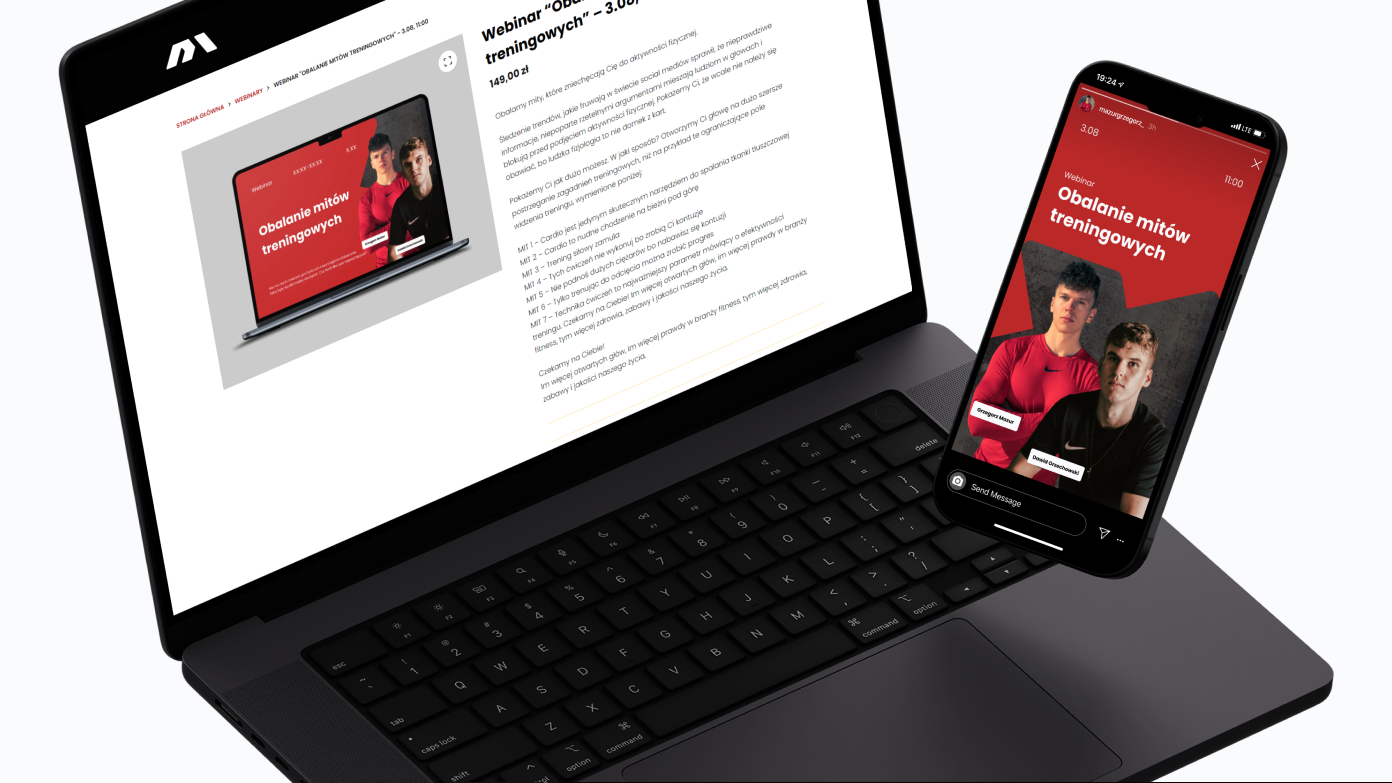 STRONA GŁÓWNA > WEBINARY > WEBINAR "OBALANIE MITÓW TRENINGOWYCH" – 3.08, 11:00
Webinar
XX:XX-XX:XX
X.XX
Obalanie mitów
treningowych
Grzegorz Mazur
Webinar "Obalanie
treningowych" – 3.08,
149,00 zł
Obalamy mity, które zniechęcają Cię do aktywności fizycznej.
Śledzenie trendów, jakie fruwają w świecie social mediów sprawił, że nieprawdziwe
informacje, niepoparte rzetelnymi argumentami mieszają ludziom w głowach i
blokują przed podjęciem aktywności fizycznej. Pokażemy Ci, że wcale nie należy się
obawiać, bo ludzka fizjologia to nie domek z kart.
Pokażemy Ci jak dużo możesz. W jaki sposób? Otworzymy Ci głowę na dużo szersze
postrzeganie zagadnień treningowych, niż na przykład te ograniczające pole
widzenia treningu, wymienione poniżej:
MIT 1 – Cardio jest jedynym skutecznym narzędziem do spalania tkanki tłuszczowej
MIT 2 – Cardio to nudne chodzenie na bieżni pod górę
MIT 3 – Trening siłowy zamula
MIT 4 – Tych ćwiczeń nie wykonuj bo zrobią Ci kontuzje
MIT 5 – Nie podnoś dużych ciężarów bo nabawisz się kontuzji
MIT 6 – Tylko trenując do odcięcia można zrobić progres
MIT 7 – Technika ćwiczeń to najważniejszy parametr mówiący o efektywności
treningu. Czekamy na Ciebie! Im więcej otwartych głów, im więcej prawdy w branży
fitness, tym więcej zdrowia, zabawy i jakości naszego życia.
Czekamy na Ciebie!
Im więcej otwartych głów, im więcej prawdy w branży fitness, tym więcej zdrowia,
zabawy i jakości naszego życia.
19:24
LTE
mazurgrzegorz_ 3h
3.08
11:00
Webinar
Obalanie mitów
treningowych
Grzegorz Mazur
Dawid Orzechowski
Send Message
esc F1 F2 F3 F4 F5 F6 F7 F8 F9 F10 F11 F12
~ ` ! 1 @ 2 # 3 $ 4 % 5 ^ 6 & 7 * 8 ( 9 ) 0 _ - + = delete
tab Q W E R T Y U I O P { [ } ]
caps lock A S D F G H J K L : ; " '
shift Z X C V B N M < , > . ? /
option ⌘ command ⌘ command option